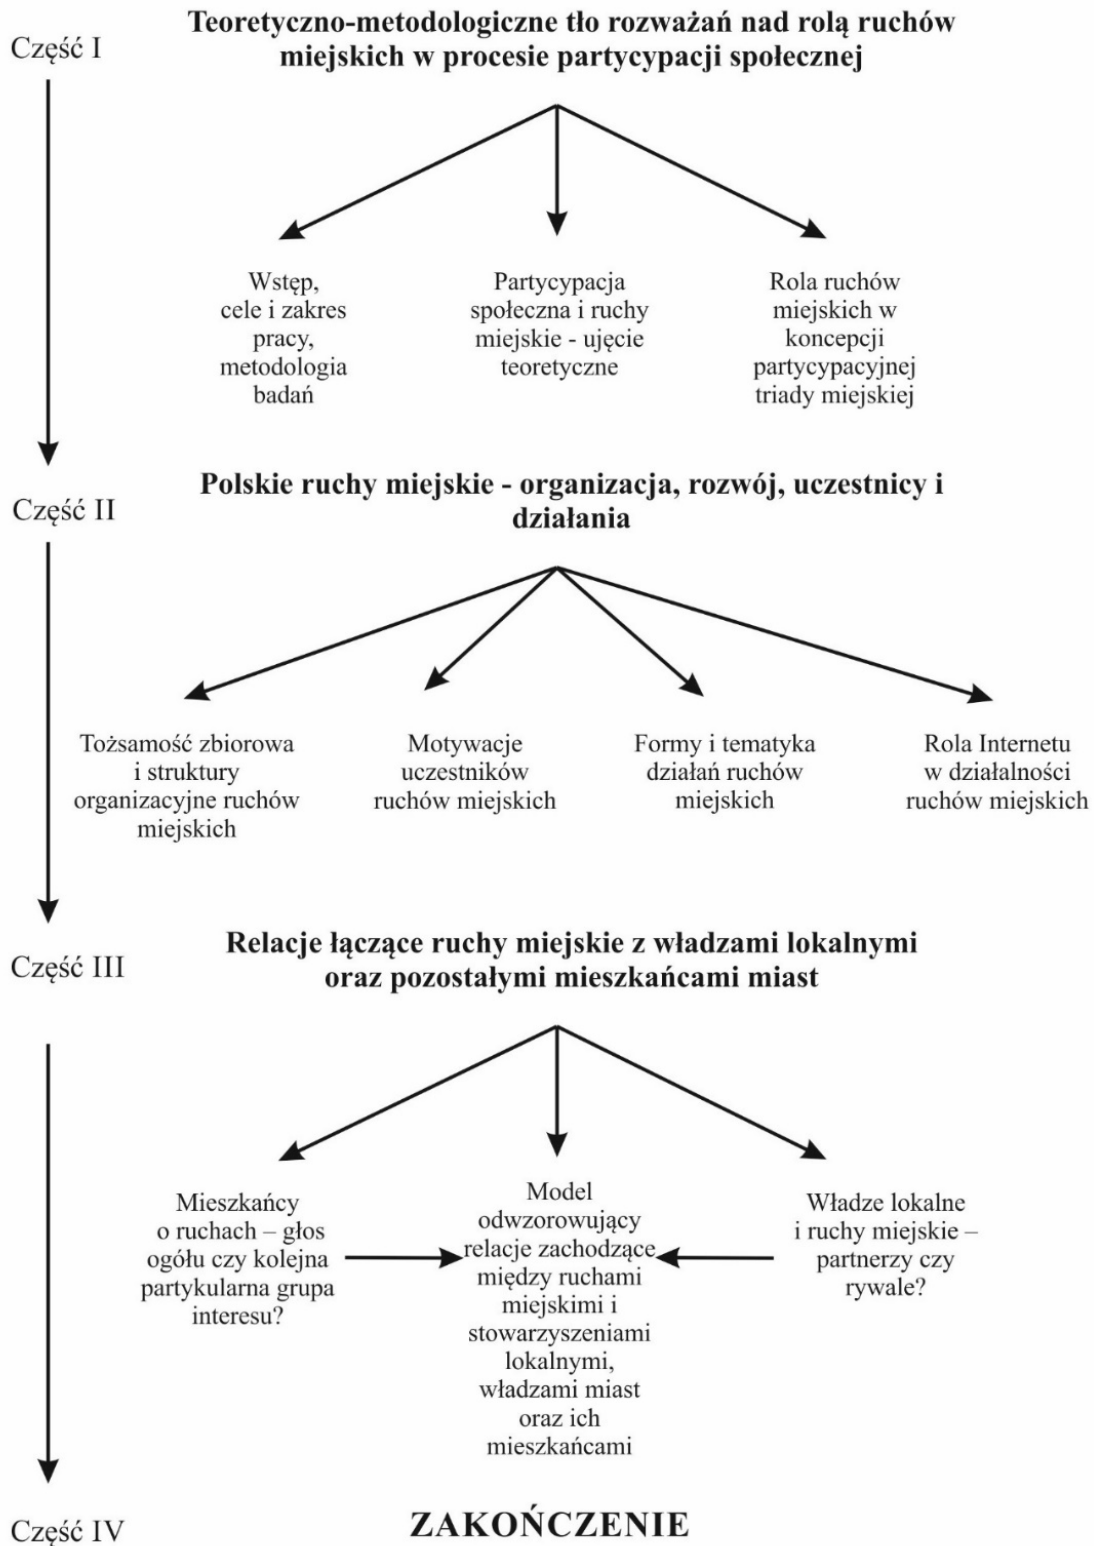 Część I
Teoretyczno-metodologiczne tło rozważań nad rolą ruchów
miejskich w procesie partycypacji społecznej
Wstęp,
cele i zakres
pracy,
metodologia
badań
Partycypacja
społeczna i ruchy
miejskie - ujęcie
teoretyczne
Rola ruchów
miejskich w
koncepcji
partycypacyjnej
triady miejskiej
Część II
Polskie ruchy miejskie - organizacja, rozwój, uczestnicy i
działania
Tożsamość zbiorowa
i struktury
organizacyjne ruchów
miejskich
Motywacje
uczestników
ruchów miejskich
Formy i tematyka
działań ruchów
miejskich
Rola Internetu
w działalności
ruchów miejskich
Część III
Relacje łączące ruchy miejskie z władzami lokalnymi
oraz pozostałymi mieszkańcami miast
Mieszkańcy
o ruchach – głos
ogółu czy kolejna
partykularna grupa
interesu?
Model
odwzorowujący
relacje zachodzące
między ruchami
miejskimi i
stowarzyszeniami
lokalnymi,
władzami miast
oraz ich
mieszkańcami
Władze lokalne
i ruchy miejskie –
partnerzy czy
rywale?
Część IV
ZAKOŃCZENIE